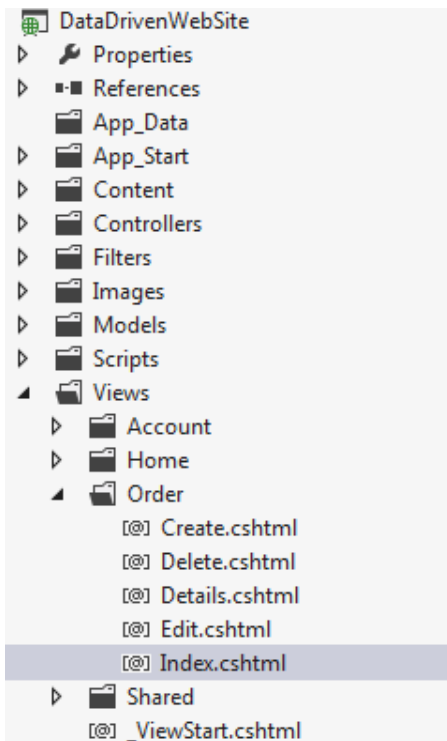 DataDrivenWebSite
Properties
References
App_Data
App_Start
Content
Controllers
Filters
Images
Models
Scripts
Views
Account
Home
Order
[@] Create.cshtml
[@] Delete.cshtml
[@] Details.cshtml
[@] Edit.cshtml
[@] Index.cshtml
Shared
[@] _ViewStart.cshtml